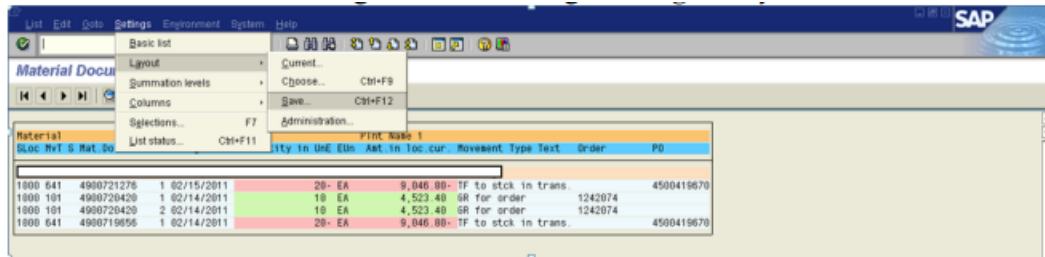 List Edit Goto Settings Environment System Help
SAP
Basic list
Layout
Current...
Material Docu
Summation levels
Choose... Ctrl+F9
Columns
Save... Ctrl+F12
Selections... F7
Administration...
List status... Ctrl+F11
Material Plnt Name 1
SLoc MvT S Mat.Do ity in UnE EUn Amt.in loc.cur. Movement Type Text Order PO
1000 641 4900721276 1 02/15/2011 20- EA 9,046.80- TF to stck in trans. 4500419670
1000 101 4900720420 1 02/14/2011 10 EA 4,523.40 GR for order 1242074
1000 101 4900720420 2 02/14/2011 10 EA 4,523.40 GR for order 1242074
1000 641 4900719656 1 02/14/2011 20- EA 9,046.80- TF to stck in trans. 4500419670